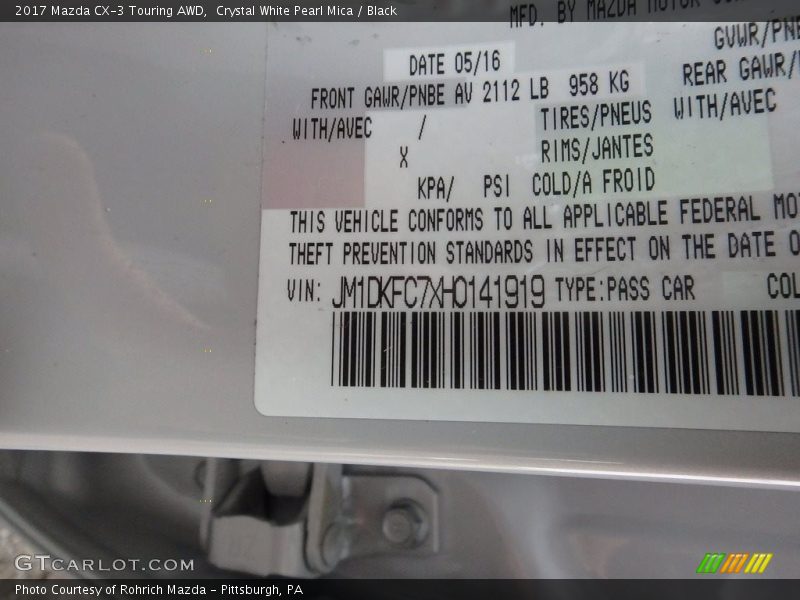 2017 Mazda CX-3 Touring AWD,  Crystal White Pearl Mica / Black
MFD. BY MAZDA MOTOR
DATE 05/16
GVWR/PNB
FRONT GAWR/PNBE AV 2112 LB 958 KG
REAR GAWR/
WITH/AVEC /
TIRES/PNEUS
WITH/AVEC
X
RIMS/JANTES
KPA/ PSI COLD/A FROID
THIS VEHICLE CONFORMS TO ALL APPLICABLE FEDERAL MO
THEFT PREVENTION STANDARDS IN EFFECT ON THE DATE O
VIN: JM1DKFC7XH0141919 TYPE:PASS CAR COL
GTCARLOT.COM
Photo Courtesy of Rohrich Mazda - Pittsburgh, PA